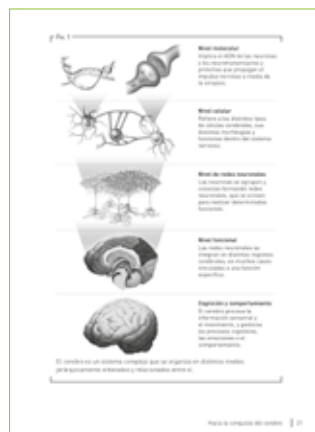 Fig. 1
Nivel molecular
Implica el ADN de las neuronas
y los neurotransmisores y
proteínas que propagan el
impulso nervioso a través de
la sinapsis.
Nivel celular
Refiere a los distintos tipos
de células cerebrales, sus
distintas morfologías y
funciones dentro del sistema
nervioso.
Nivel de redes neuronales
Las neuronas se agrupan y
conectan formando redes
neuronales, que se activan
para realizar determinadas
funciones.
Nivel funcional
Las redes neuronales se
integran en distintas regiones
cerebrales, en muchos casos
vinculadas a una función
específica.
Cognición y comportamiento
El cerebro procesa la
información sensorial y
el movimiento, y gestiona
los procesos cognitivos,
las emociones o el
comportamiento.
El cerebro es un sistema complejo que se organiza en distintos niveles
jerárquicamente ordenados y relacionados entre sí.
Hacia la conquista del cerebro | 21